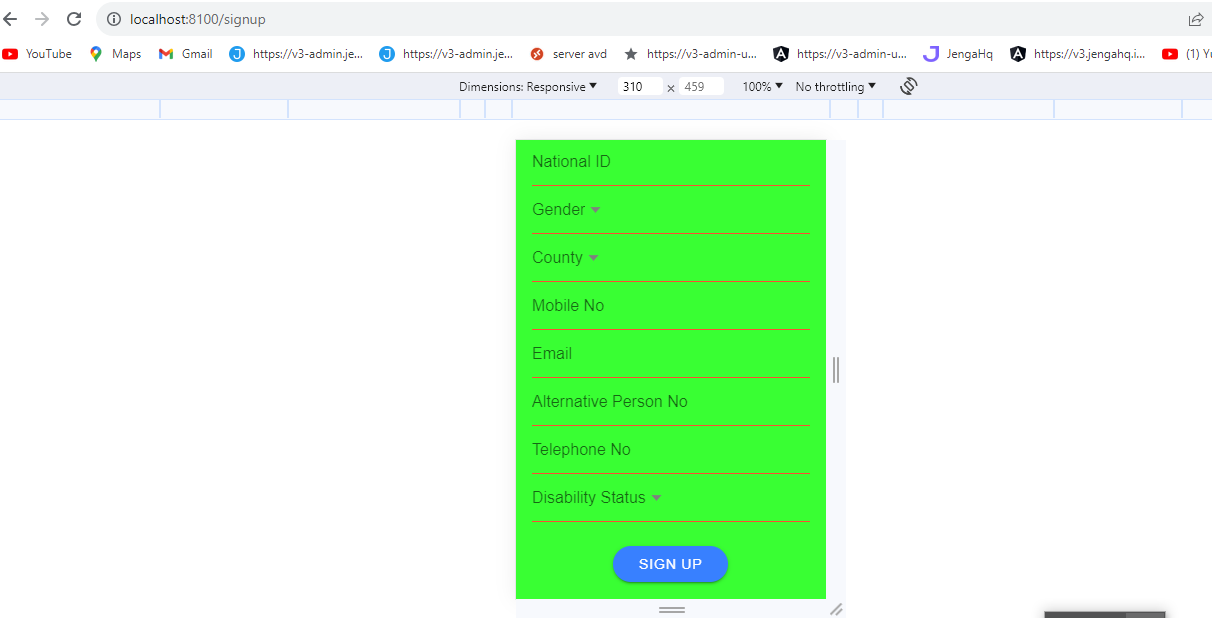 localhost:8100/signup
YouTube Maps Gmail https://v3-admin.je... https://v3-admin.je... server avd https://v3-admin-u... https://v3-admin-u... JengaHq https://v3.jengahq.i... (1) Yu
Dimensions: Responsive 310 × 459 100% No throttling
National ID
Gender
County
Mobile No
Email
Alternative Person No
Telephone No
Disability Status
SIGN UP